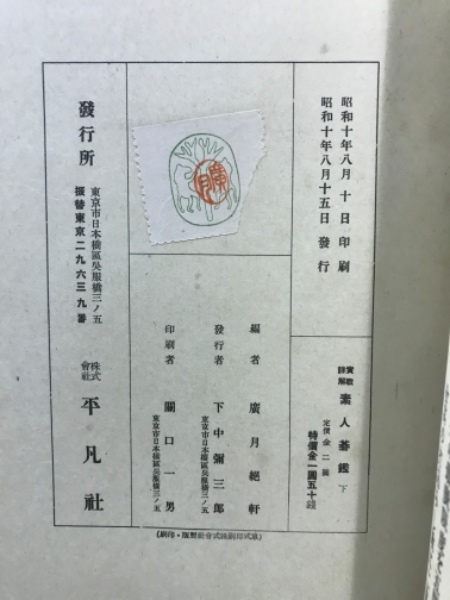 昭和十年八月十日印刷
昭和十年八月十五日發行
實戰詳解 素人碁鑑 下
定價金二圓
特價金一圓五十錢
編者 廣月絕軒
發行者 下中彌三郎
東京市日本橋區吳服橋三ノ五
印刷者 關口一男
東京市日本橋區吳服橋三ノ五
發行所
東京市日本橋區吳服橋三ノ五
振替東京二九六三九番
株式會社 平凡社